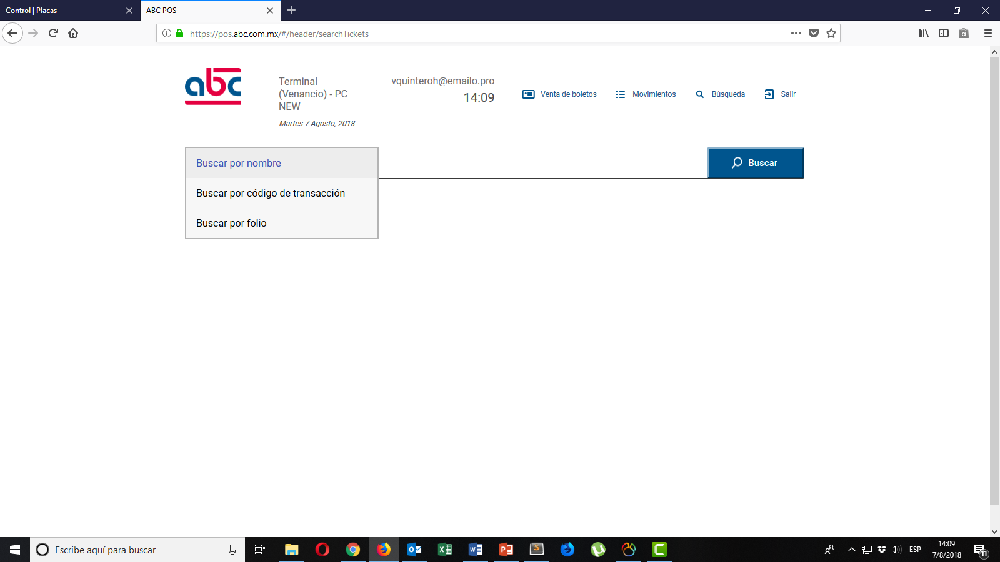 Control | Placas
ABC POS
https://pos.abc.com.mx/#/header/searchTickets
abc
Terminal
(Venancio) - PC
NEW
Martes 7 Agosto, 2018
vquinteroh@emailo.pro
14:09
Venta de boletos
Movimientos
Búsqueda
Salir
Buscar por nombre
Buscar
Buscar por código de transacción
Buscar por folio
Escribe aquí para buscar
ESP
14:09
7/8/2018
11